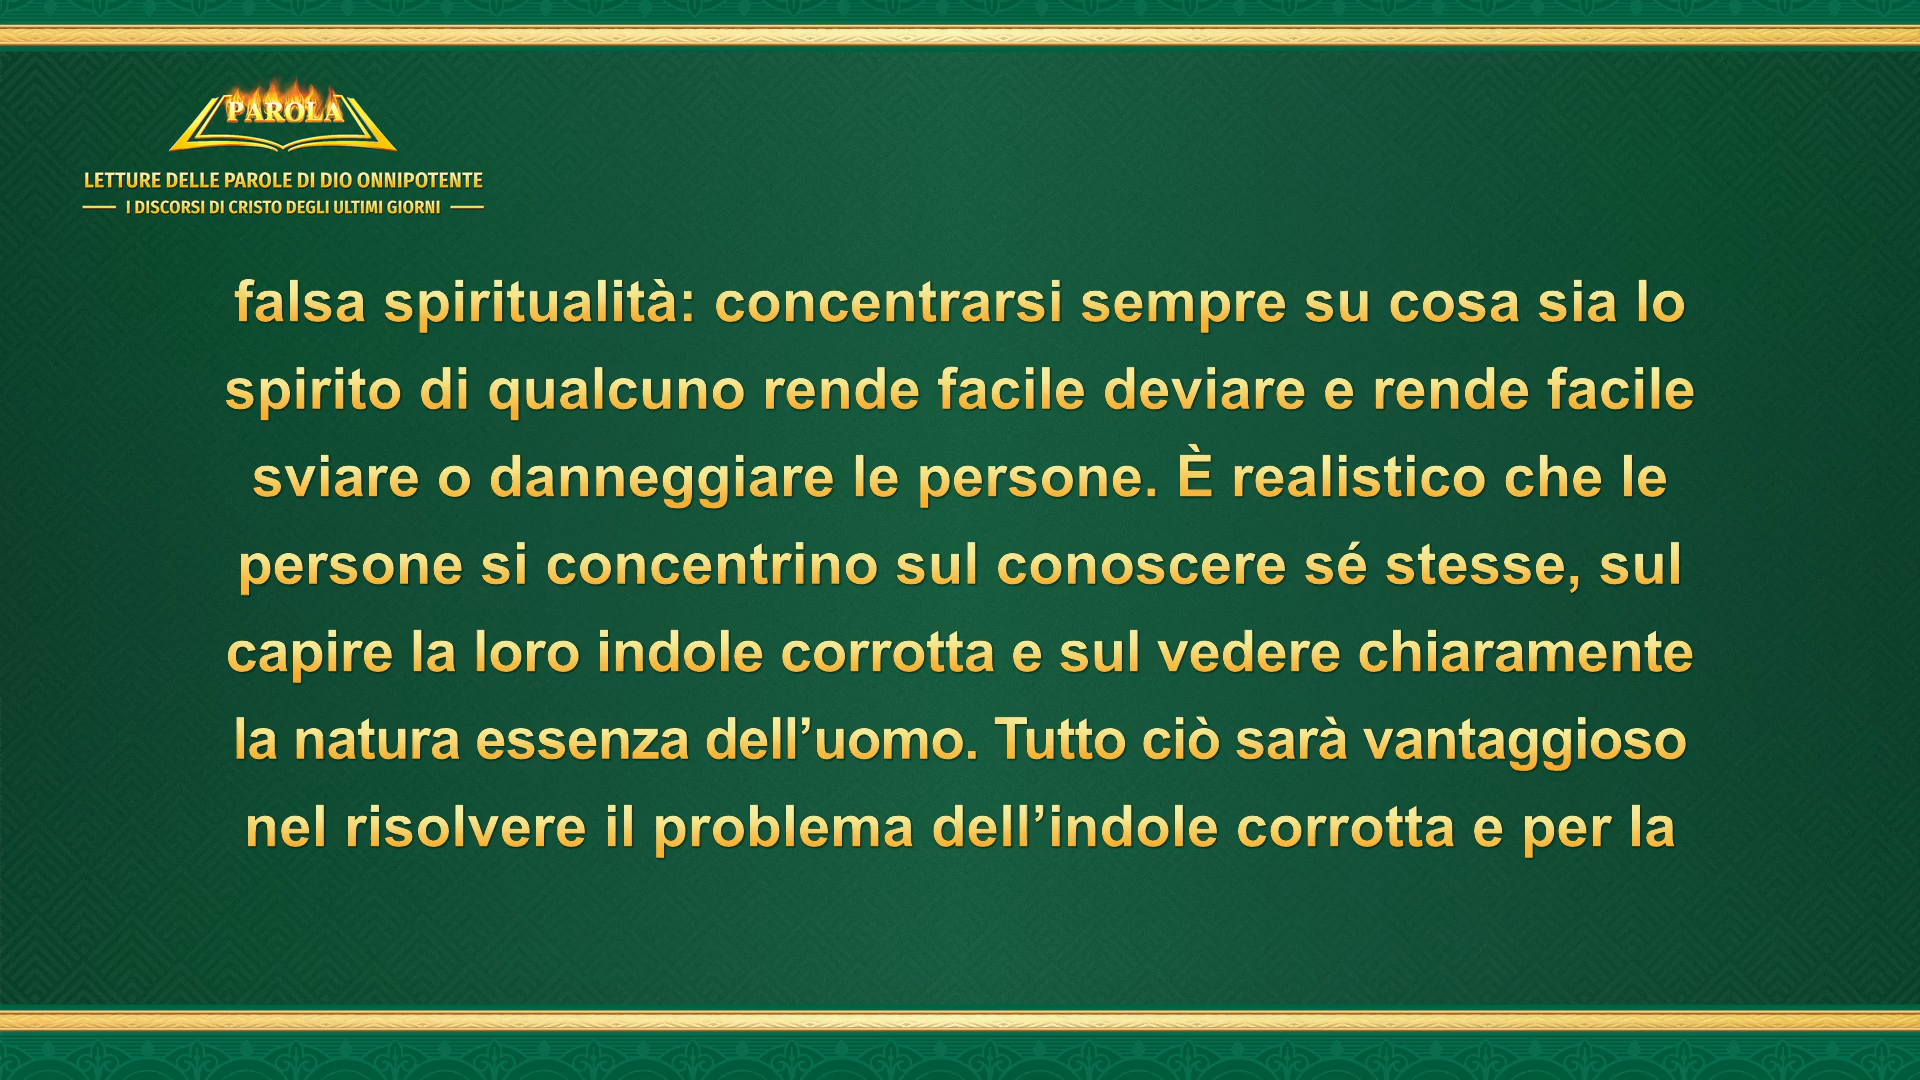 PAROLA
LETTURE DELLE PAROLE DI DIO ONNIPOTENTE
I DISCORSI DI CRISTO DEGLI ULTIMI GIORNI
falsa spiritualità: concentrarsi sempre su cosa sia lo
spirito di qualcuno rende facile deviare e rende facile
sviare o danneggiare le persone. È realistico che le
persone si concentrino sul conoscere sé stesse, sul
capire la loro indole corrotta e sul vedere chiaramente
la natura essenza dell’uomo. Tutto ciò sarà vantaggioso
nel risolvere il problema dell’indole corrotta e per la